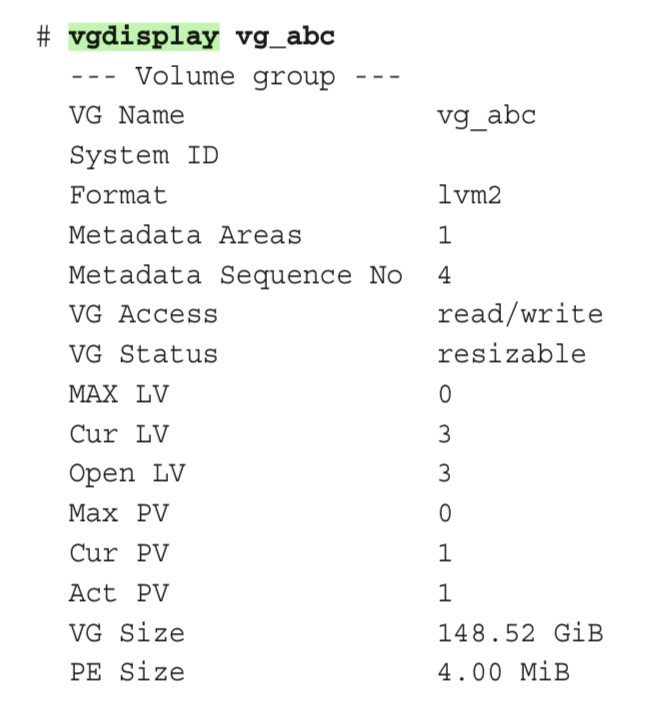 # vgdisplay vg_abc
--- Volume group ---
VG Name vg_abc
System ID
Format lvm2
Metadata Areas 1
Metadata Sequence No 4
VG Access read/write
VG Status resizable
MAX LV 0
Cur LV 3
Open LV 3
Max PV 0
Cur PV 1
Act PV 1
VG Size 148.52 GiB
PE Size 4.00 MiB